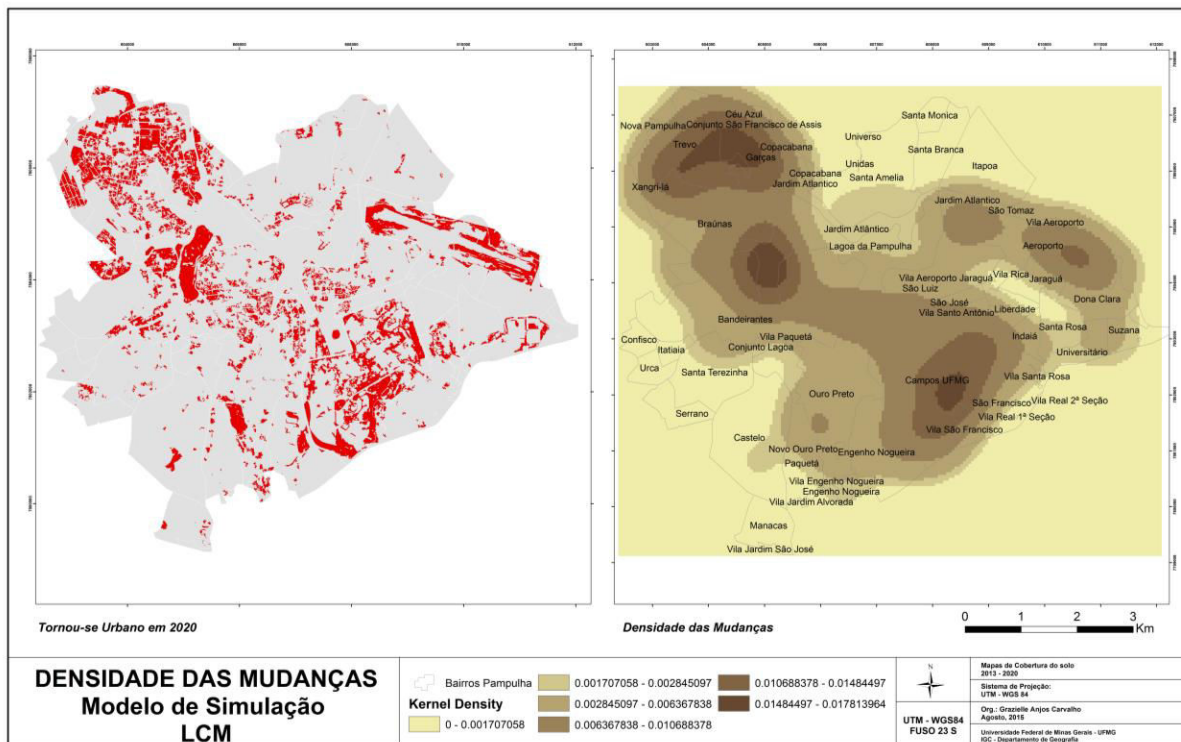 Tornou-se Urbano em 2020
Céu Azul
Santa Monica
Nova Pampulha
Conjunto São Francisco de Assis
Universo
Trevo
Copacabana
Santa Branca
Garças
Unidas
Itapoa
Copacabana
Santa Amelia
Jardim Atlantico
Xangri-lá
Jardim Atlantico
São Tomaz
Braúnas
Vila Aeroporto
Jardim Atlântico
Lagoa da Pampulha
Aeroporto
Vila Aeroporto Jaraguá
Vila Rica
Jaraguá
São Luiz
São José
Dona Clara
Vila Santo Antônio
Liberdade
Bandeirantes
Santa Rosa
Suzana
Confisco
Vila Paquetá
Indaiá
Itatiaia
Conjunto Lagoa
Universitário
Urca
Santa Terezinha
Campos UFMG
Vila Santa Rosa
Ouro Preto
São Francisco
Vila Real 2ª Seção
Serrano
Vila Real 1ª Seção
Vila São Francisco
Castelo
Novo Ouro Preto
Engenho Nogueira
Paquetá
Vila Engenho Nogueira
Engenho Nogueira
Vila Jardim Alvorada
Manacas
Vila Jardim São José
Densidade das Mudanças
0 1 2 3
Km
DENSIDADE DAS MUDANÇAS
Modelo de Simulação
LCM
Bairros Pampulha
Kernel Density
0 - 0.001707058
0.001707058 - 0.002845097
0.002845097 - 0.006367838
0.006367838 - 0.010688378
0.010688378 - 0.01484497
0.01484497 - 0.017813964
N
UTM - WGS84
FUSO 23 S
Mapas de Cobertura do solo
2013 - 2020
Sistema de Projeção:
UTM - WGS 84
Org.: Grazielle Anjos Carvalho
Agosto, 2015
Universidade Federal de Minas Gerais - UFMG
IGC - Departamento de Geografia